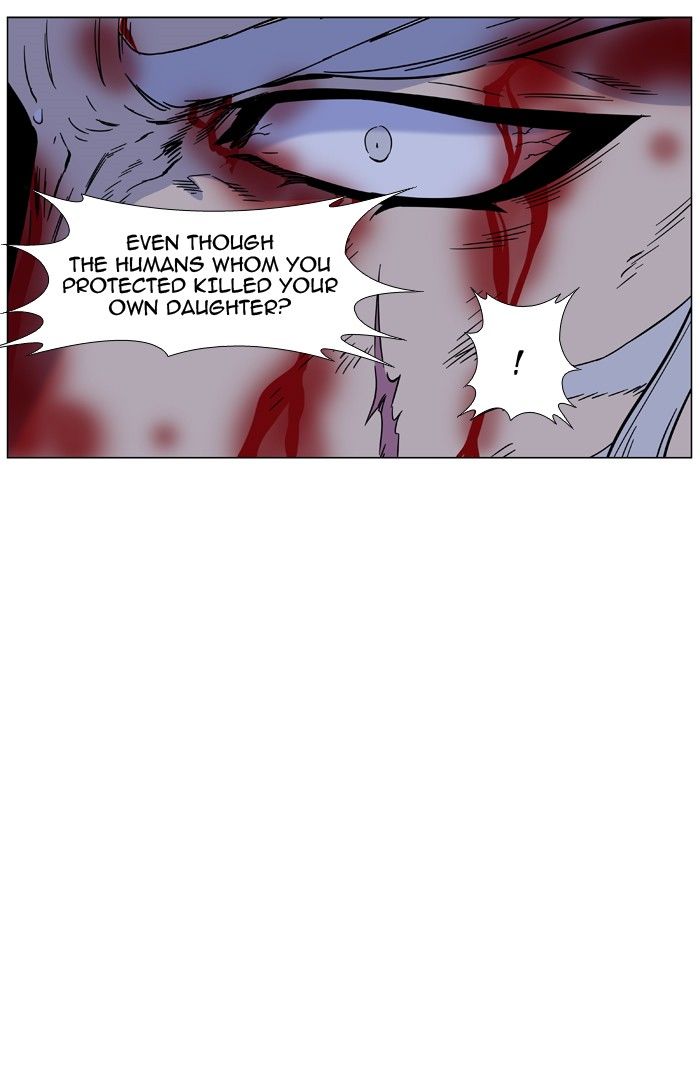 EVEN THOUGH
THE HUMANS WHOM YOU
PROTECTED KILLED YOUR
OWN DAUGHTER?
!